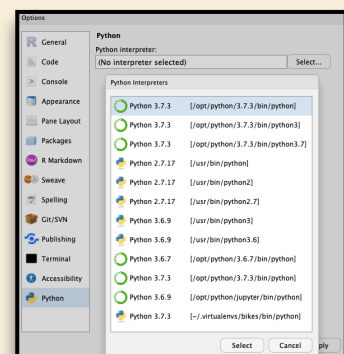 Options
R General
Code
Console
Appearance
Pane Layout
Packages
R Markdown
Sweave
Spelling
Git/SVN
Publishing
Terminal
Accessibility
Python
Python
Python interpreter:
(No interpreter selected) Select...
Python Interpreters
Python 3.7.3 [/opt/python/3.7.3/bin/python]
Python 3.7.3 [/opt/python/3.7.3/bin/python3]
Python 3.7.3 [/opt/python/3.7.3/bin/python3.7]
Python 2.7.17 [/usr/bin/python]
Python 2.7.17 [/usr/bin/python2]
Python 2.7.17 [/usr/bin/python2.7]
Python 3.6.9 [/usr/bin/python3]
Python 3.6.9 [/usr/bin/python3.6]
Python 3.6.7 [/opt/python/3.6.7/bin/python]
Python 3.7.3 [/opt/python/3.7.3/bin/python]
Python 3.6.9 [/opt/python/jupyter/bin/python]
Python 3.7.3 [~/.virtualenvs/bikes/bin/python]
Select Cancel ply